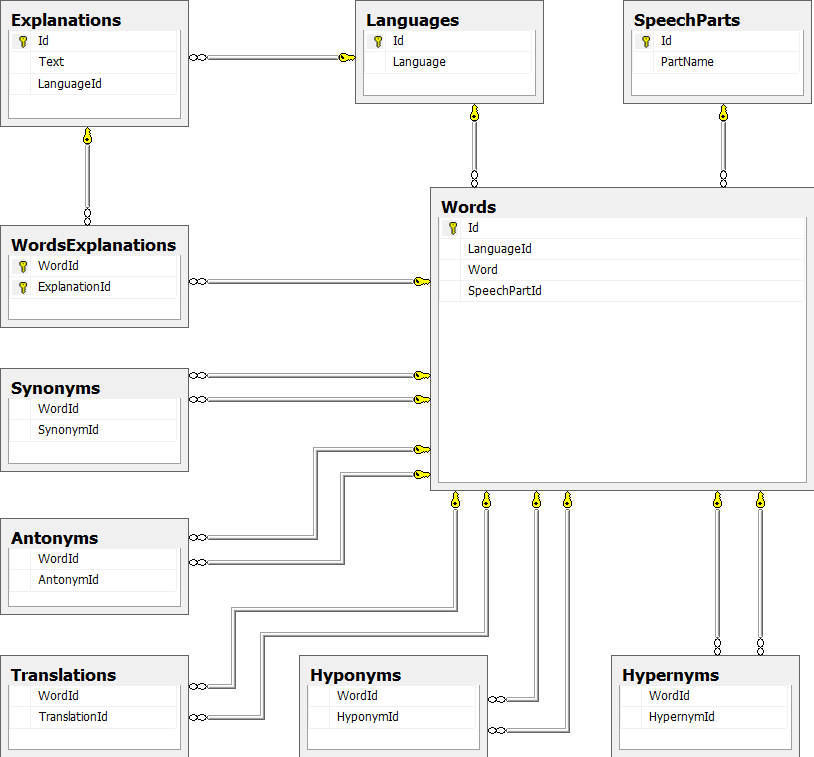 Explanations
Id
Text
LanguageId
Languages
Id
Language
SpeechParts
Id
PartName
Words
Id
LanguageId
Word
SpeechPartId
WordsExplanations
WordId
ExplanationId
Synonyms
WordId
SynonymId
Antonyms
WordId
AntonymId
Translations
WordId
TranslationId
Hyponyms
WordId
HyponymId
Hypernyms
WordId
HypernymId